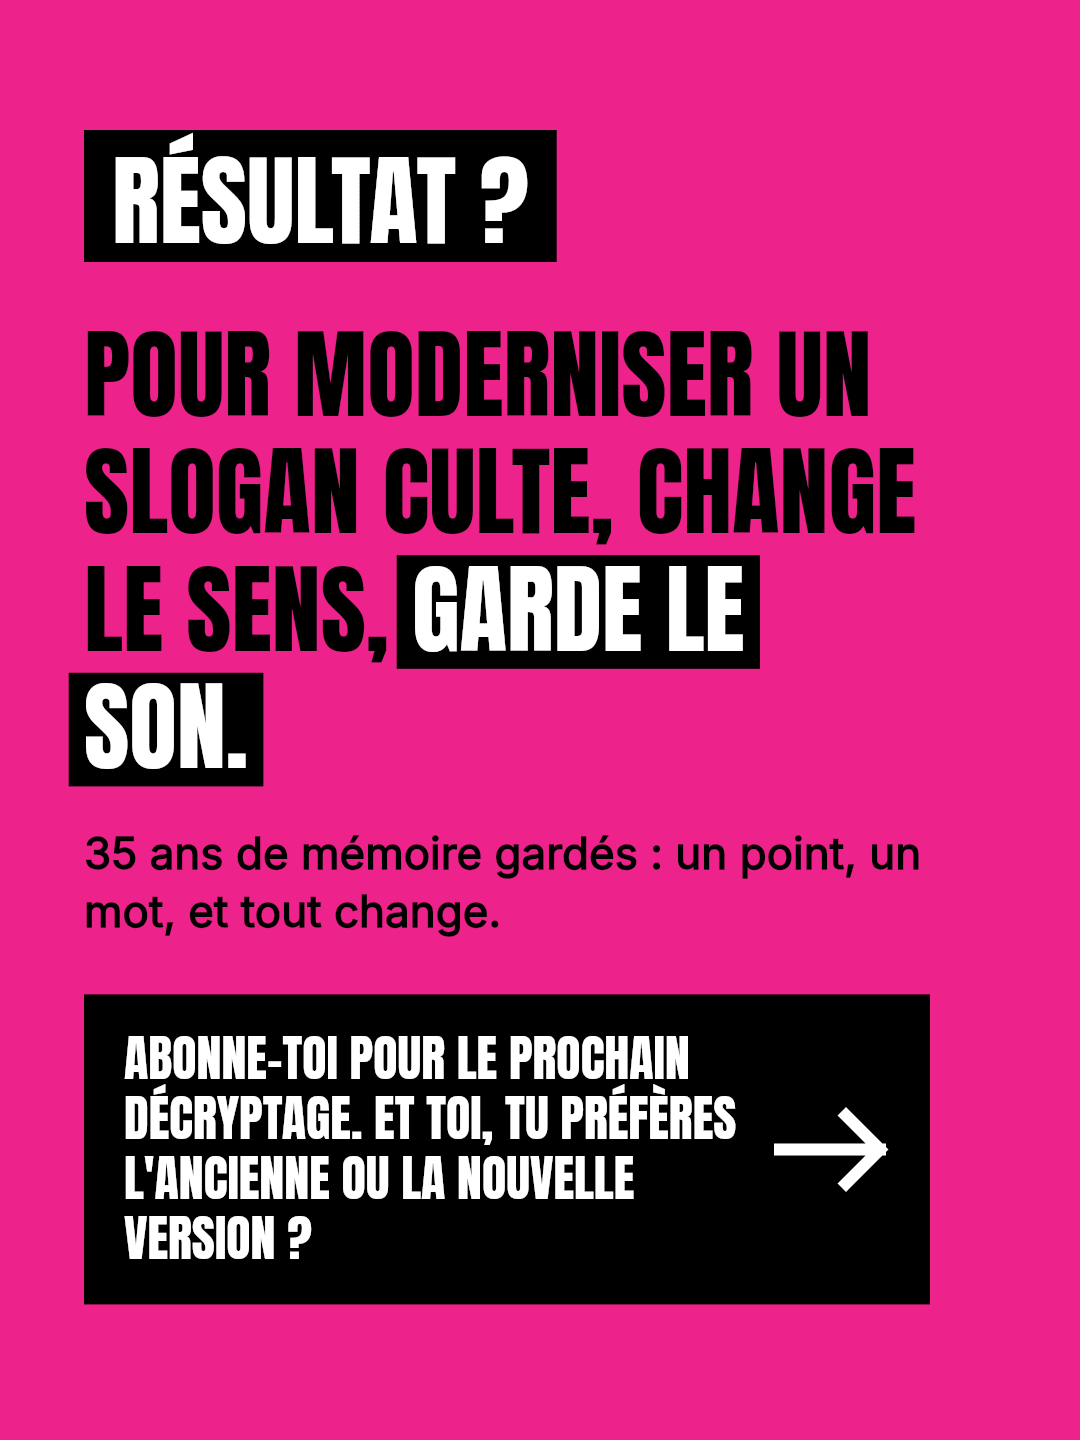 RÉSULTAT ?
POUR MODERNISER UN
SLOGAN CULTE, CHANGE
LE SENS, GARDE LE
SON.
35 ans de mémoire gardés : un point, un
mot, et tout change.
ABONNE-TOI POUR LE PROCHAIN
DÉCRYPTAGE. ET TOI, TU PRÉFÈRES
L'ANCIENNE OU LA NOUVELLE
VERSION ?